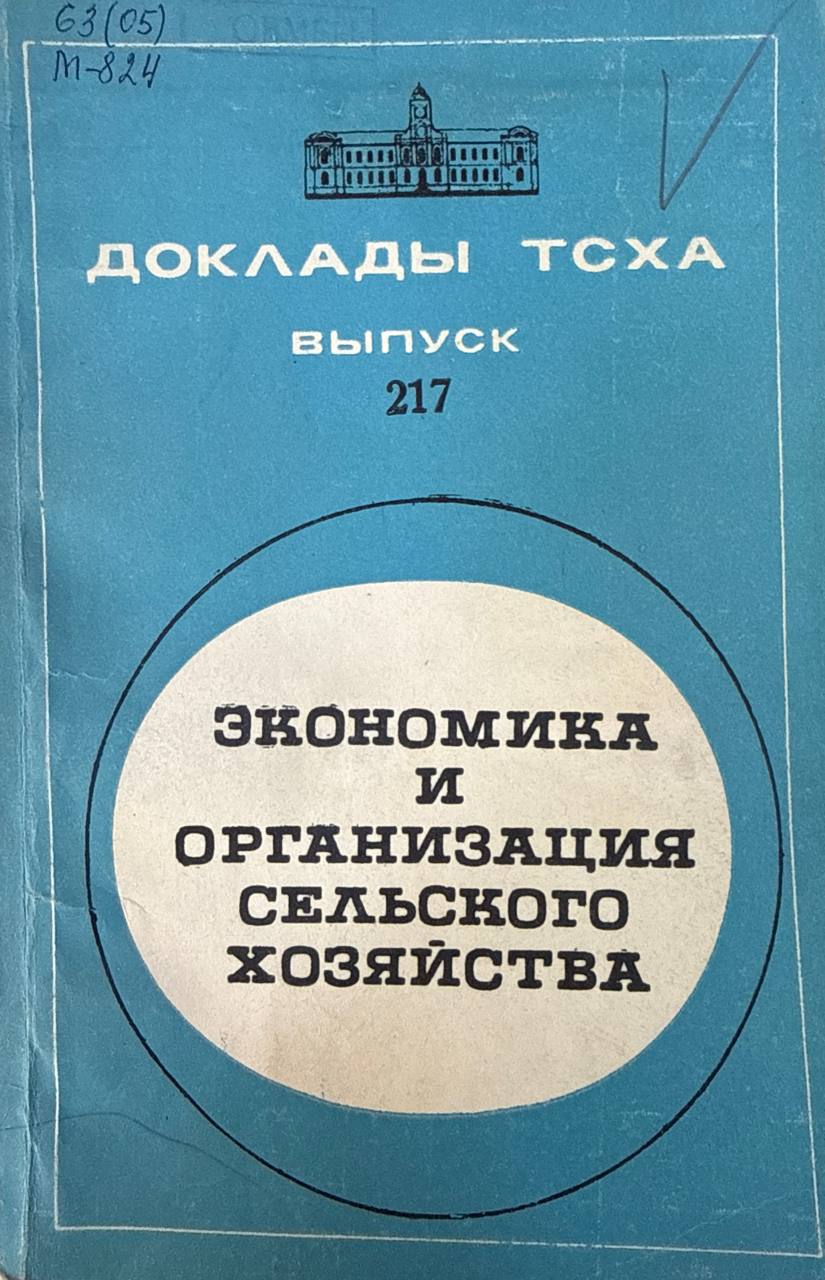 63(05)
М-824
ДОКЛАДЫ ТСХА
ВЫПУСК
217
ЭКОНОМИКА
И
ОРГАНИЗАЦИЯ
СЕЛЬСКОГО
ХОЗЯЙСТВА